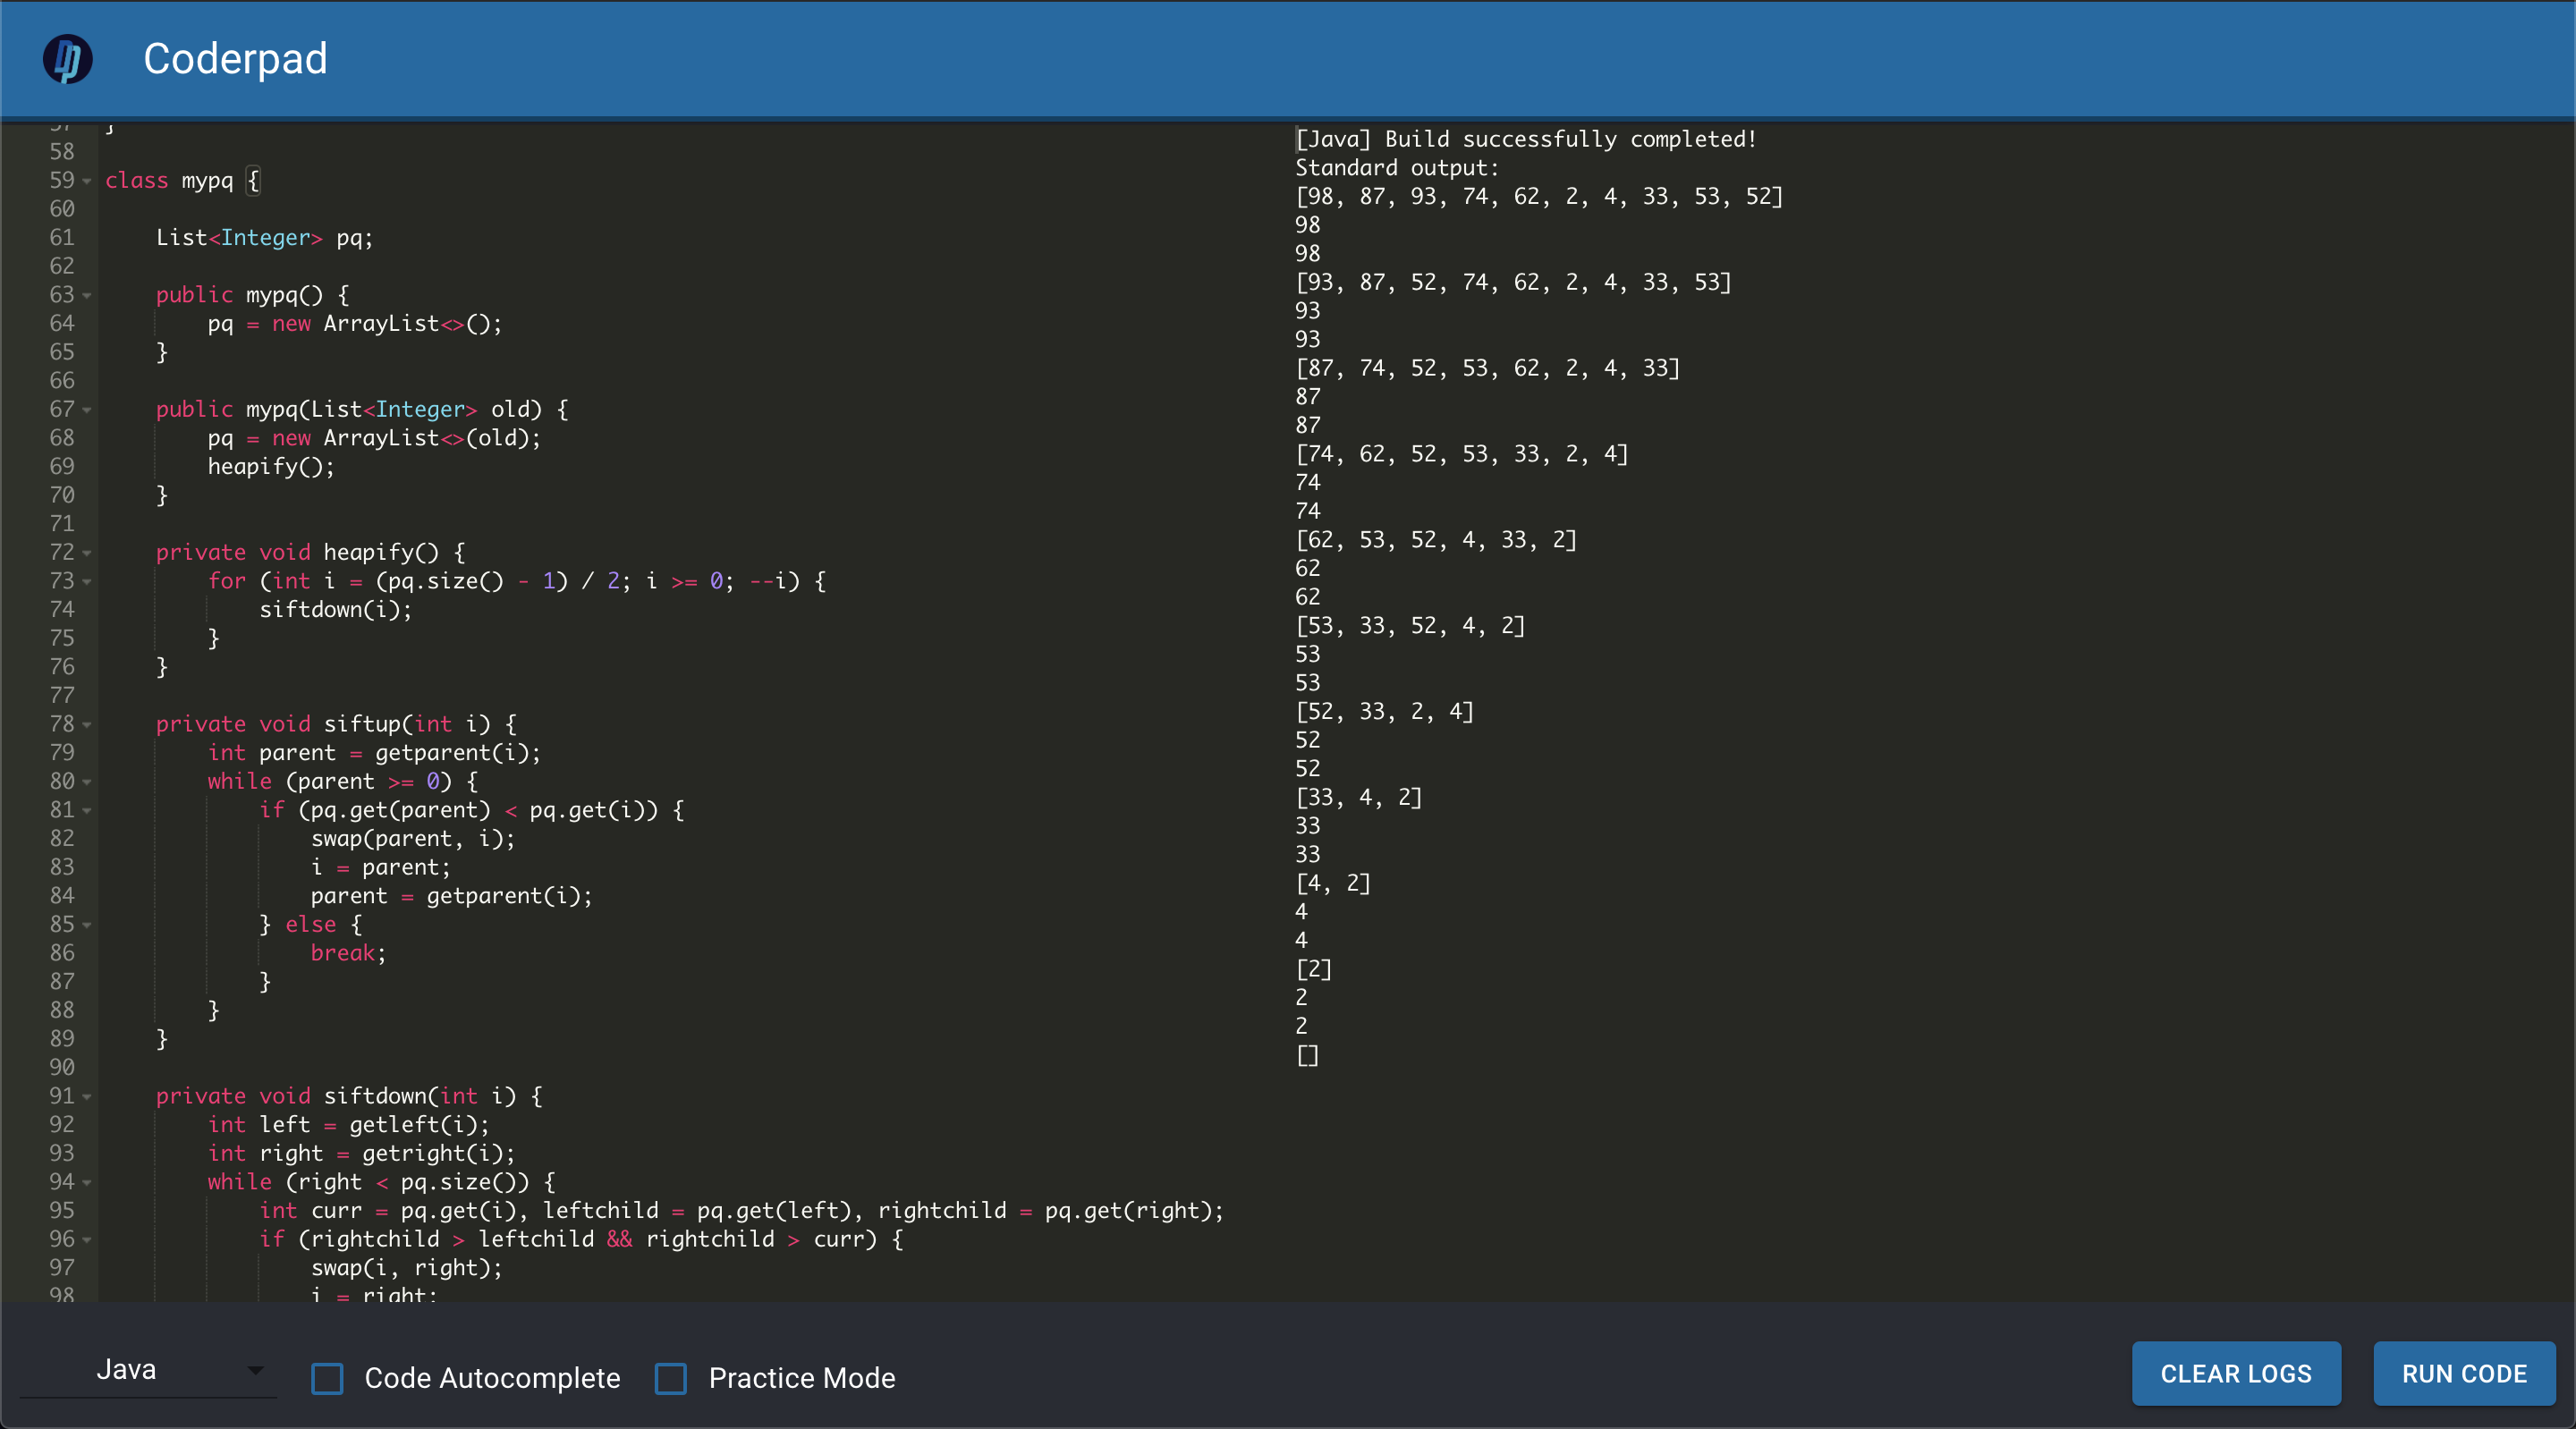 Coderpad
57 }
58
59 class mypq {
60
61     List<Integer> pq;
62
63     public mypq() {
64         pq = new ArrayList<>();
65     }
66
67     public mypq(List<Integer> old) {
68         pq = new ArrayList<>(old);
69         heapify();
70     }
71
72     private void heapify() {
73         for (int i = (pq.size() - 1) / 2; i >= 0; --i) {
74             siftdown(i);
75         }
76     }
77
78     private void siftup(int i) {
79         int parent = getparent(i);
80         while (parent >= 0) {
81             if (pq.get(parent) < pq.get(i)) {
82                 swap(parent, i);
83                 i = parent;
84                 parent = getparent(i);
85             } else {
86                 break;
87             }
88         }
89     }
90
91     private void siftdown(int i) {
92         int left = getleft(i);
93         int right = getright(i);
94         while (right < pq.size()) {
95             int curr = pq.get(i), leftchild = pq.get(left), rightchild = pq.get(right);
96             if (rightchild > leftchild && rightchild > curr) {
97                 swap(i, right);
98                 i = right;
[Java] Build successfully completed!
Standard output:
[98, 87, 93, 74, 62, 2, 4, 33, 53, 52]
98
98
[93, 87, 52, 74, 62, 2, 4, 33, 53]
93
93
[87, 74, 52, 53, 62, 2, 4, 33]
87
87
[74, 62, 52, 53, 33, 2, 4]
74
74
[62, 53, 52, 4, 33, 2]
62
62
[53, 33, 52, 4, 2]
53
53
[52, 33, 2, 4]
52
52
[33, 4, 2]
33
33
[4, 2]
4
4
[2]
2
2
[]
Java
Code Autocomplete
Practice Mode
CLEAR LOGS
RUN CODE